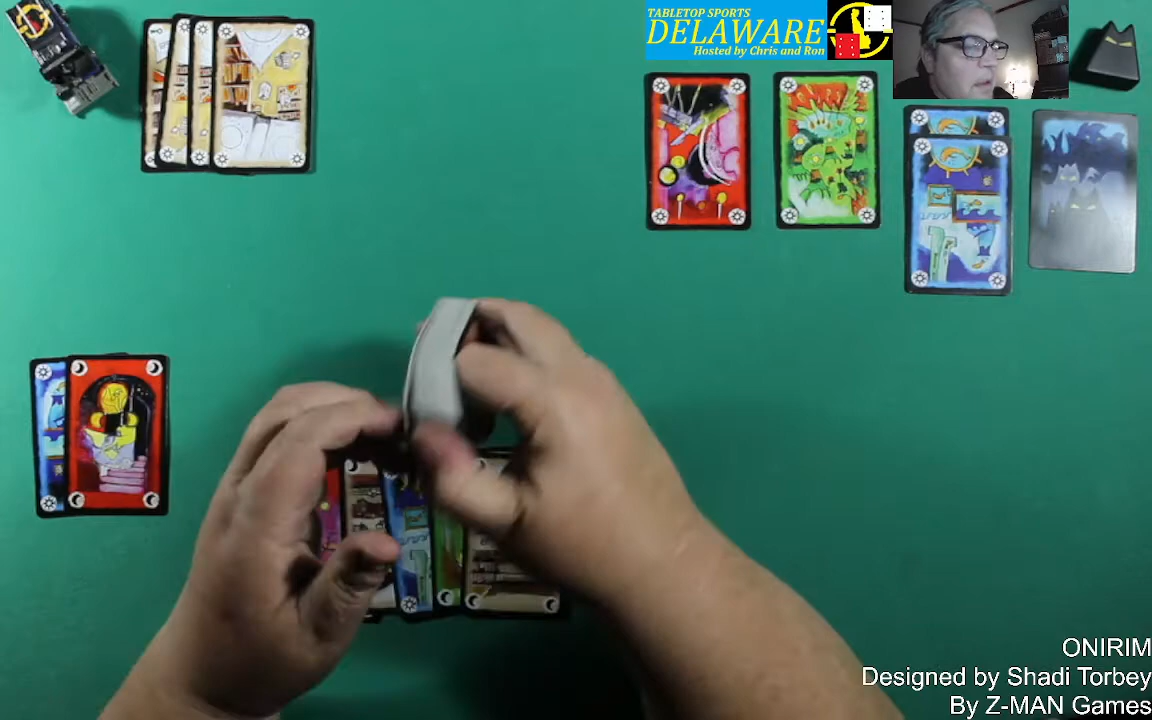 TABLETOP SPORTS
DELAWARE
Hosted by Chris and Ron
ONIRIM
Designed by Shadi Torbey
By Z-MAN Games